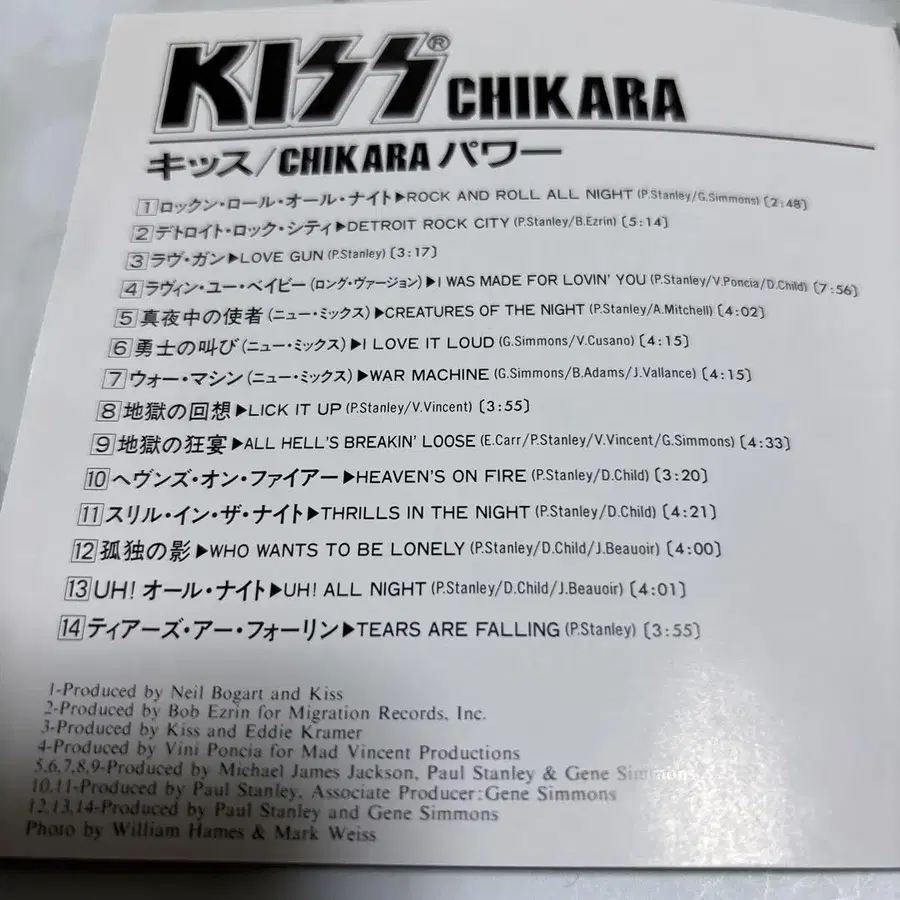 KISS® CHIKARA
キッス/CHIKARA パワー
1 ロックン・ロール・オール・ナイト▶ROCK AND ROLL ALL NIGHT (P.Stanley/G.Simmons) [2:48]
2 デトロイト・ロック・シティ▶DETROIT ROCK CITY (P.Stanley/B.Ezrin) [5:14]
3 ラヴ・ガン▶LOVE GUN (P.Stanley) [3:17]
4 ラヴィン・ユー・ベイビー (ロング・ヴァージョン) ▶I WAS MADE FOR LOVIN' YOU (P.Stanley/V.Poncia/D.Child) [7:56]
5 真夜中の使者 (ニュー・ミックス) ▶CREATURES OF THE NIGHT (P.Stanley/A.Mitchell) [4:02]
6 勇士の叫び (ニュー・ミックス) ▶I LOVE IT LOUD (G.Simmons/V.Cusano) [4:15]
7 ウォー・マシン (ニュー・ミックス) ▶WAR MACHINE (G.Simmons/B.Adams/J.Vallance) [4:15]
8 地獄の回想▶LICK IT UP (P.Stanley/V.Vincent) [3:55]
9 地獄の狂宴▶ALL HELL'S BREAKIN' LOOSE (E.Carr/P.Stanley/V.Vincent/G.Simmons) [4:33]
10 ヘヴンズ・オン・ファイアー▶HEAVEN'S ON FIRE (P.Stanley/D.Child) [3:20]
11 スリル・イン・ザ・ナイト▶THRILLS IN THE NIGHT (P.Stanley/D.Child) [4:21]
12 孤独の影▶WHO WANTS TO BE LONELY (P.Stanley/D.Child/J.Beauoir) [4:00]
13 UH! オール・ナイト▶UH! ALL NIGHT (P.Stanley/D.Child/J.Beauoir) [4:01]
14 ティアーズ・アー・フォーリン▶TEARS ARE FALLING (P.Stanley) [3:55]
1-Produced by Neil Bogart and Kiss
2-Produced by Bob Ezrin for Migration Records, Inc.
3-Produced by Kiss and Eddie Kramer
4-Produced by Vini Poncia for Mad Vincent Productions
5,6,7,8,9-Produced by Michael James Jackson, Paul Stanley & Gene Simmons
10,11-Produced by Paul Stanley, Associate Producer:Gene Simmons
12,13,14-Produced by Paul Stanley and Gene Simmons
Photo by William Hames & Mark Weiss